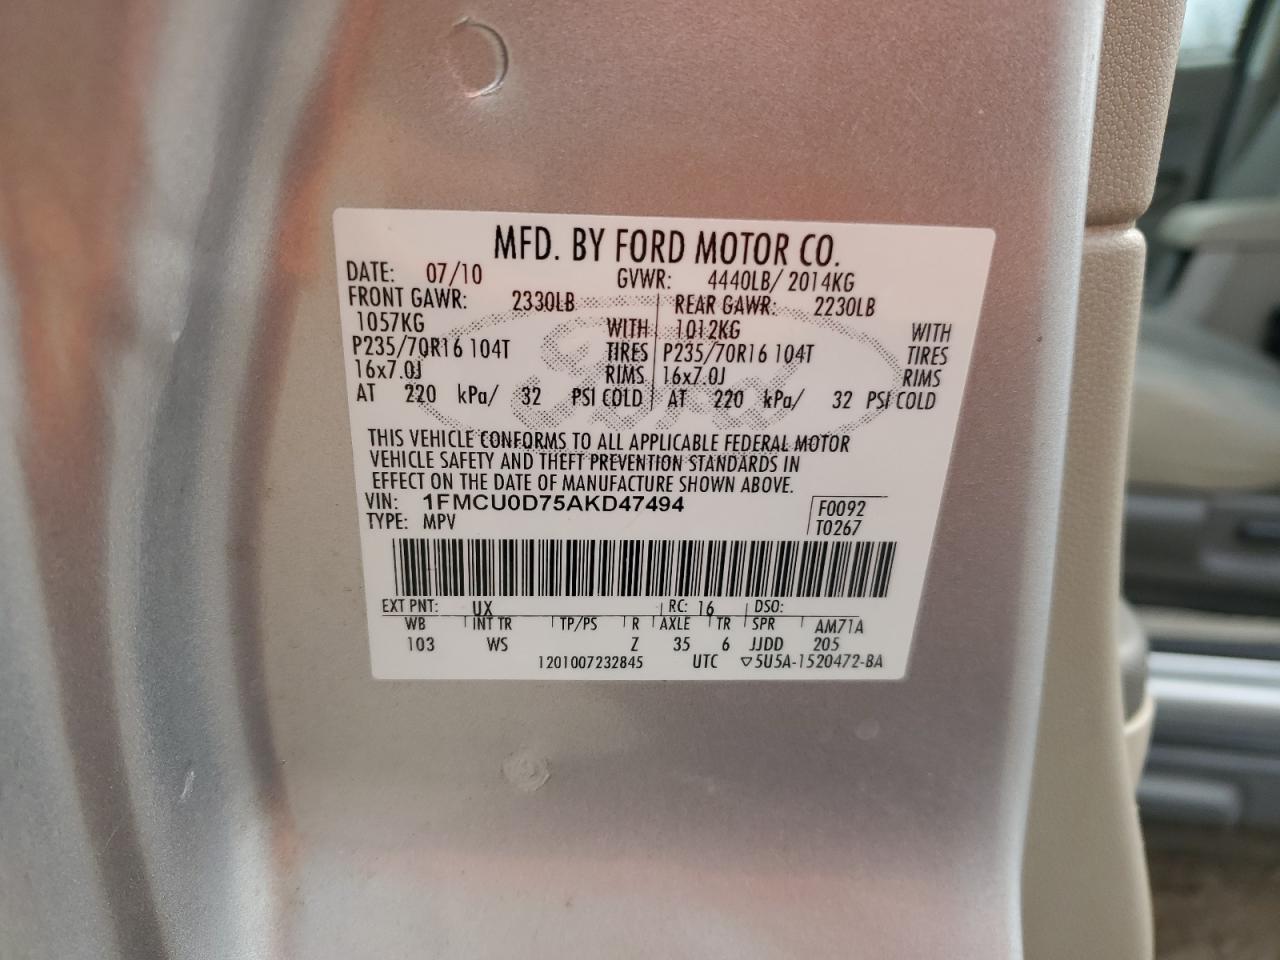 MFD. BY FORD MOTOR CO.
DATE: 07/10 GVWR: 4440LB/ 2014KG
FRONT GAWR: 2330LB REAR GAWR: 2230LB
1057KG WITH 1012KG WITH
P235/70R16 104T TIRES P235/70R16 104T TIRES
16x7.0J RIMS 16x7.0J RIMS
AT 220 kPa/ 32 PSI COLD AT 220 kPa/ 32 PSI COLD
Ford
THIS VEHICLE CONFORMS TO ALL APPLICABLE FEDERAL MOTOR
VEHICLE SAFETY AND THEFT PREVENTION STANDARDS IN
EFFECT ON THE DATE OF MANUFACTURE SHOWN ABOVE.
VIN: 1FMCU0D75AKD47494 F0092
TYPE: MPV T0267
EXT PNT: UX RC: 16 DSO:
WB INT TR TP/PS R AXLE TR SPR AM71A
103 WS Z 35 6 JJDD 205
1201007232845 UTC ▽5U5A-1520472-BA